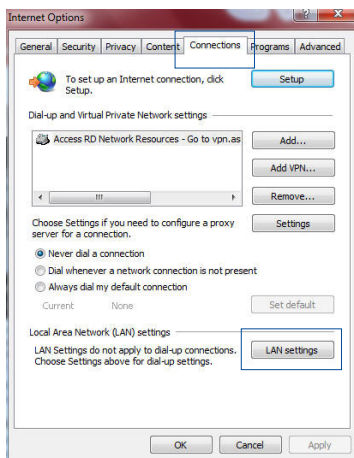 Internet Options
General Security Privacy Content Connections Programs Advanced
To set up an Internet connection, click
Setup.
Setup
Dial-up and Virtual Private Network settings
Access RD Network Resources - Go to vpn.as
Add...
Add VPN...
Remove...
Choose Settings if you need to configure a proxy
server for a connection.
Settings
Never dial a connection
Dial whenever a network connection is not present
Always dial my default connection
Current None
Set default
Local Area Network (LAN) settings
LAN Settings do not apply to dial-up connections.
Choose Settings above for dial-up settings.
LAN settings
OK Cancel Apply